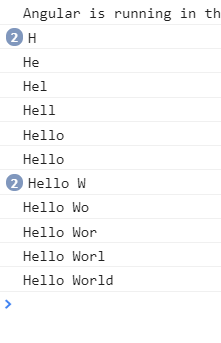 Angular is running in th
2 H
He
Hel
Hell
Hello
Hello
2 Hello W
Hello Wo
Hello Wor
Hello Worl
Hello World